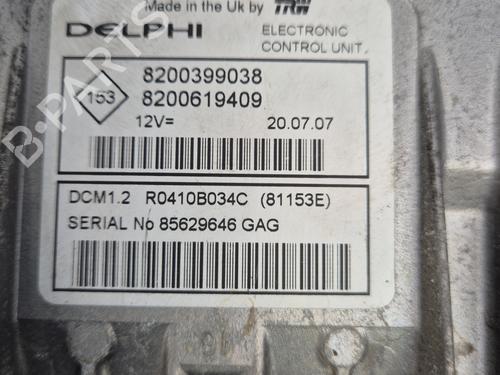 Made in the Uk by TRW
DELPHI ELECTRONIC
CONTROL UNIT.
153 8200399038
8200619409
12V= 20.07.07
DCM1.2 R0410B034C (81153E)
SERIAL No 85629646 GAG
B-PARTS